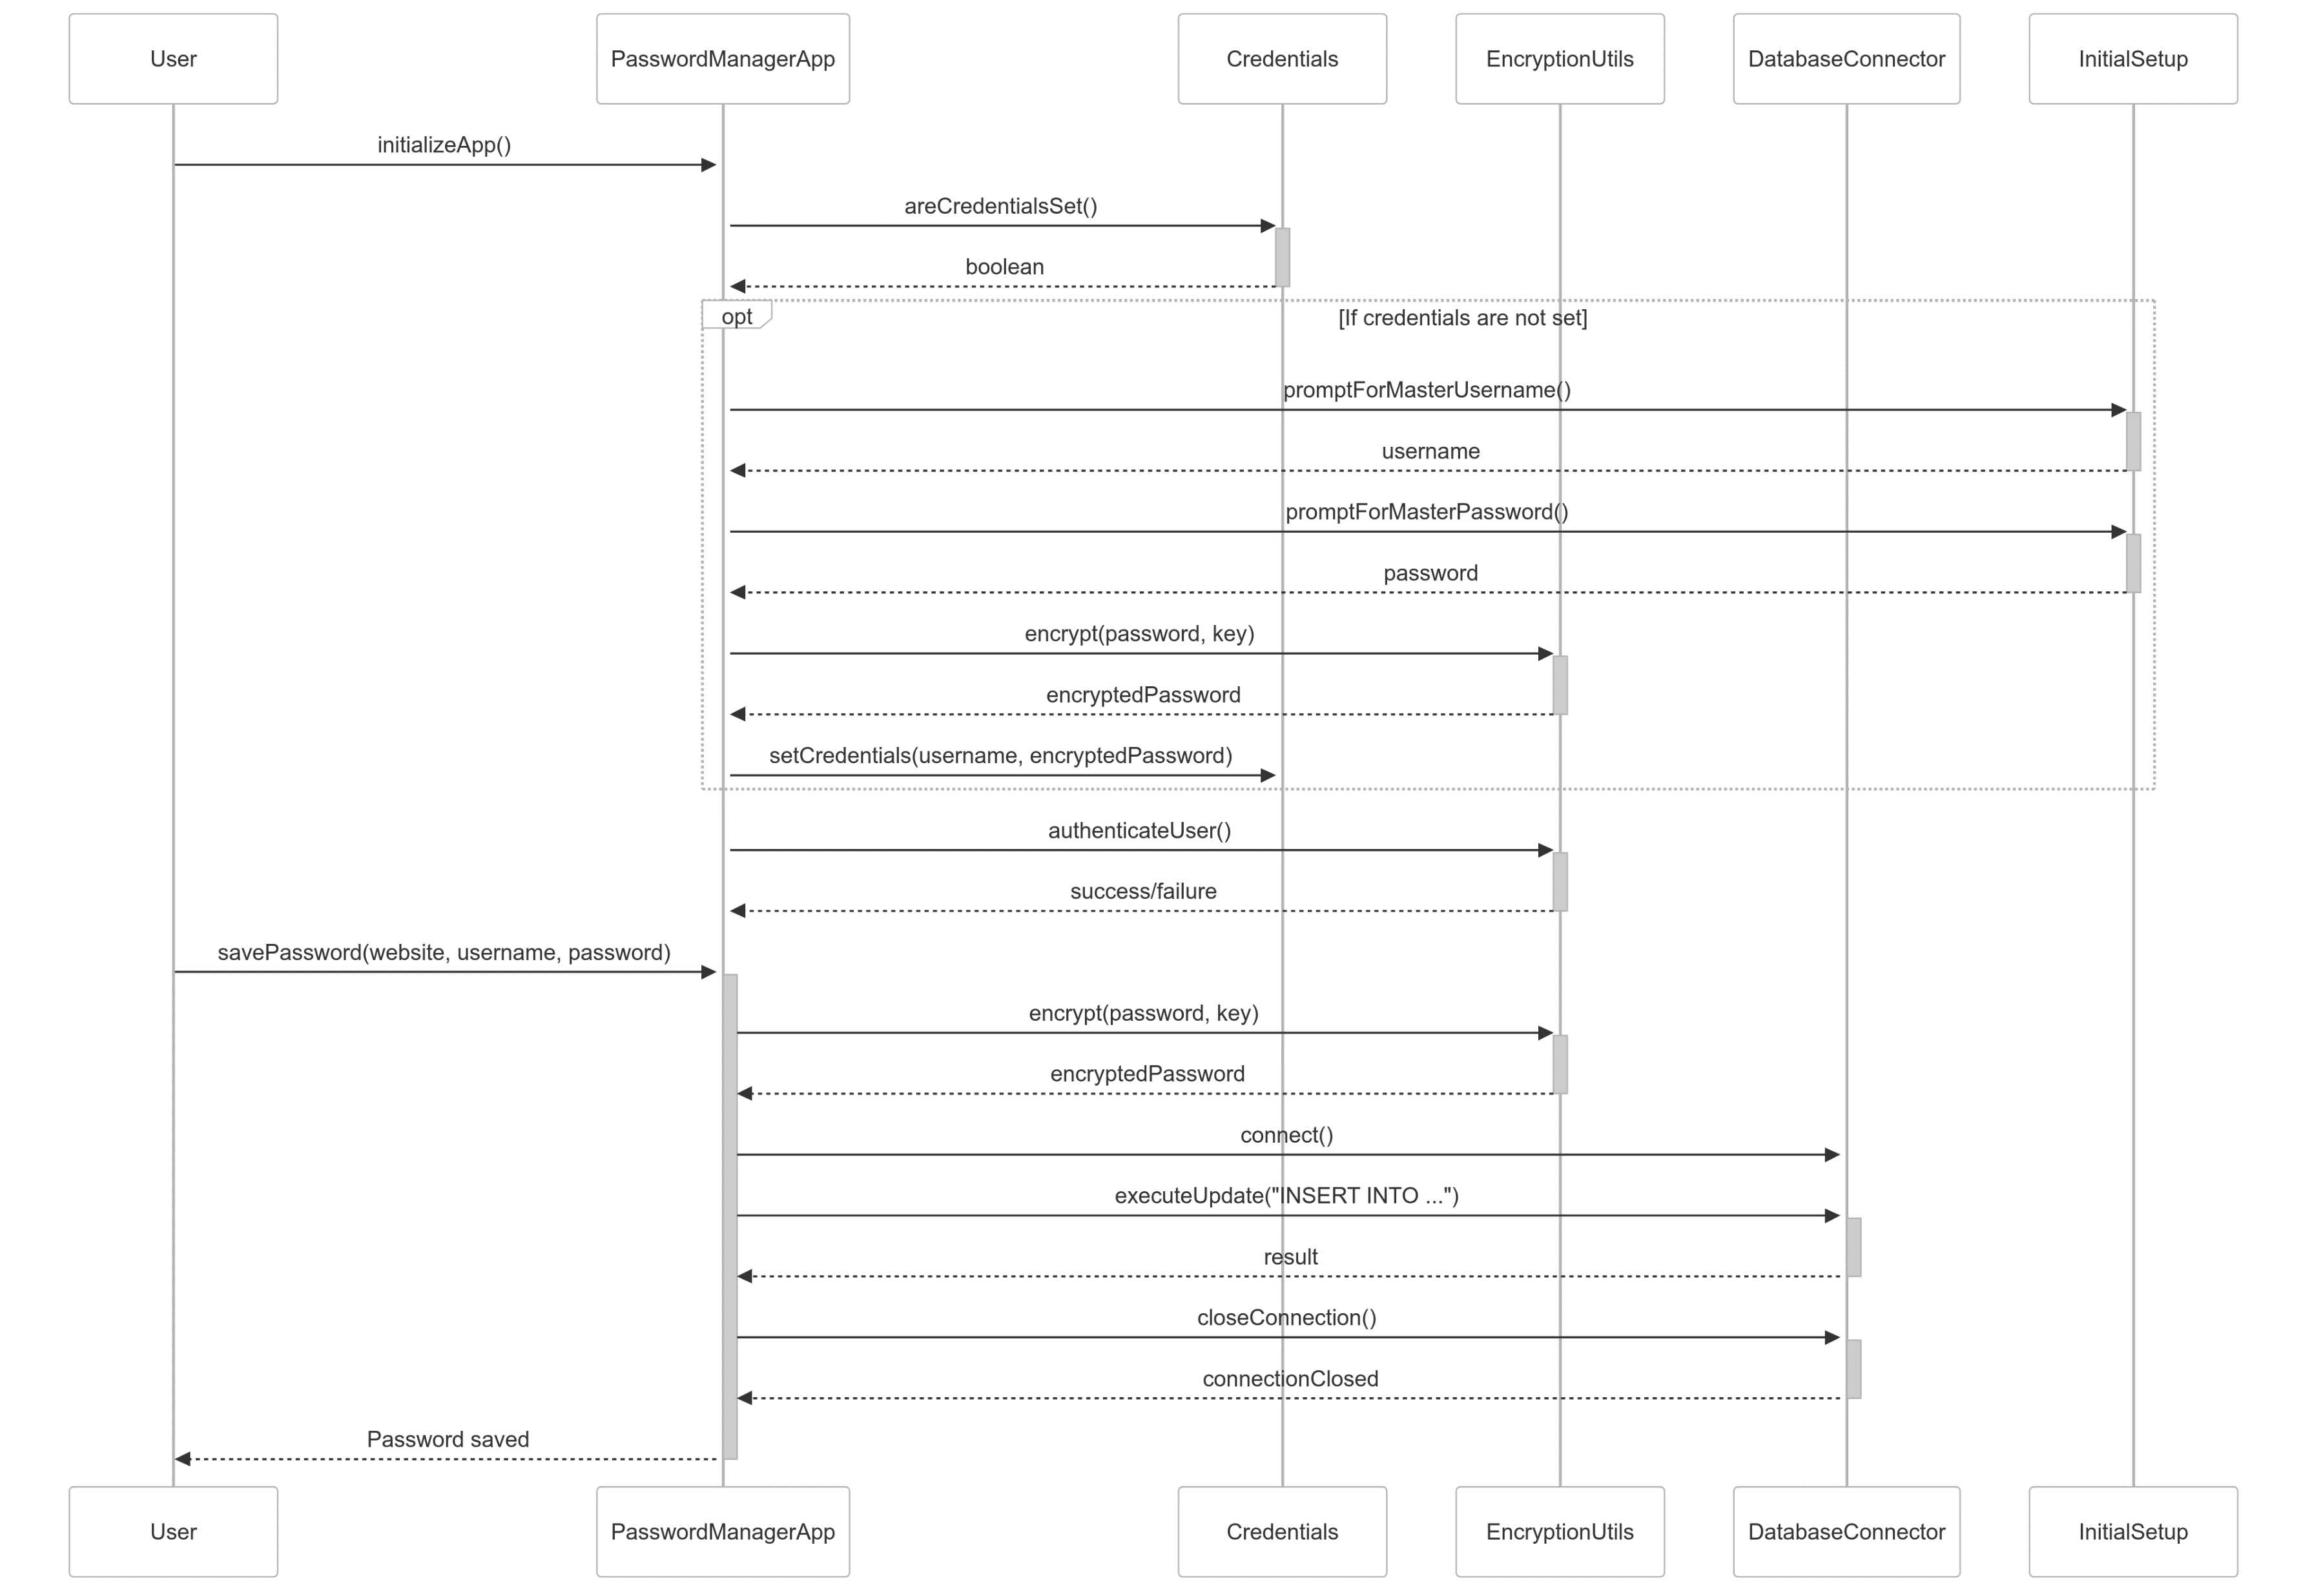 User
PasswordManagerApp
Credentials
EncryptionUtils
DatabaseConnector
InitialSetup
initializeApp()
areCredentialsSet()
boolean
opt
[If credentials are not set]
promptForMasterUsername()
username
promptForMasterPassword()
password
encrypt(password, key)
encryptedPassword
setCredentials(username, encryptedPassword)
authenticateUser()
success/failure
savePassword(website, username, password)
encrypt(password, key)
encryptedPassword
connect()
executeUpdate("INSERT INTO ...")
result
closeConnection()
connectionClosed
Password saved
User
PasswordManagerApp
Credentials
EncryptionUtils
DatabaseConnector
InitialSetup